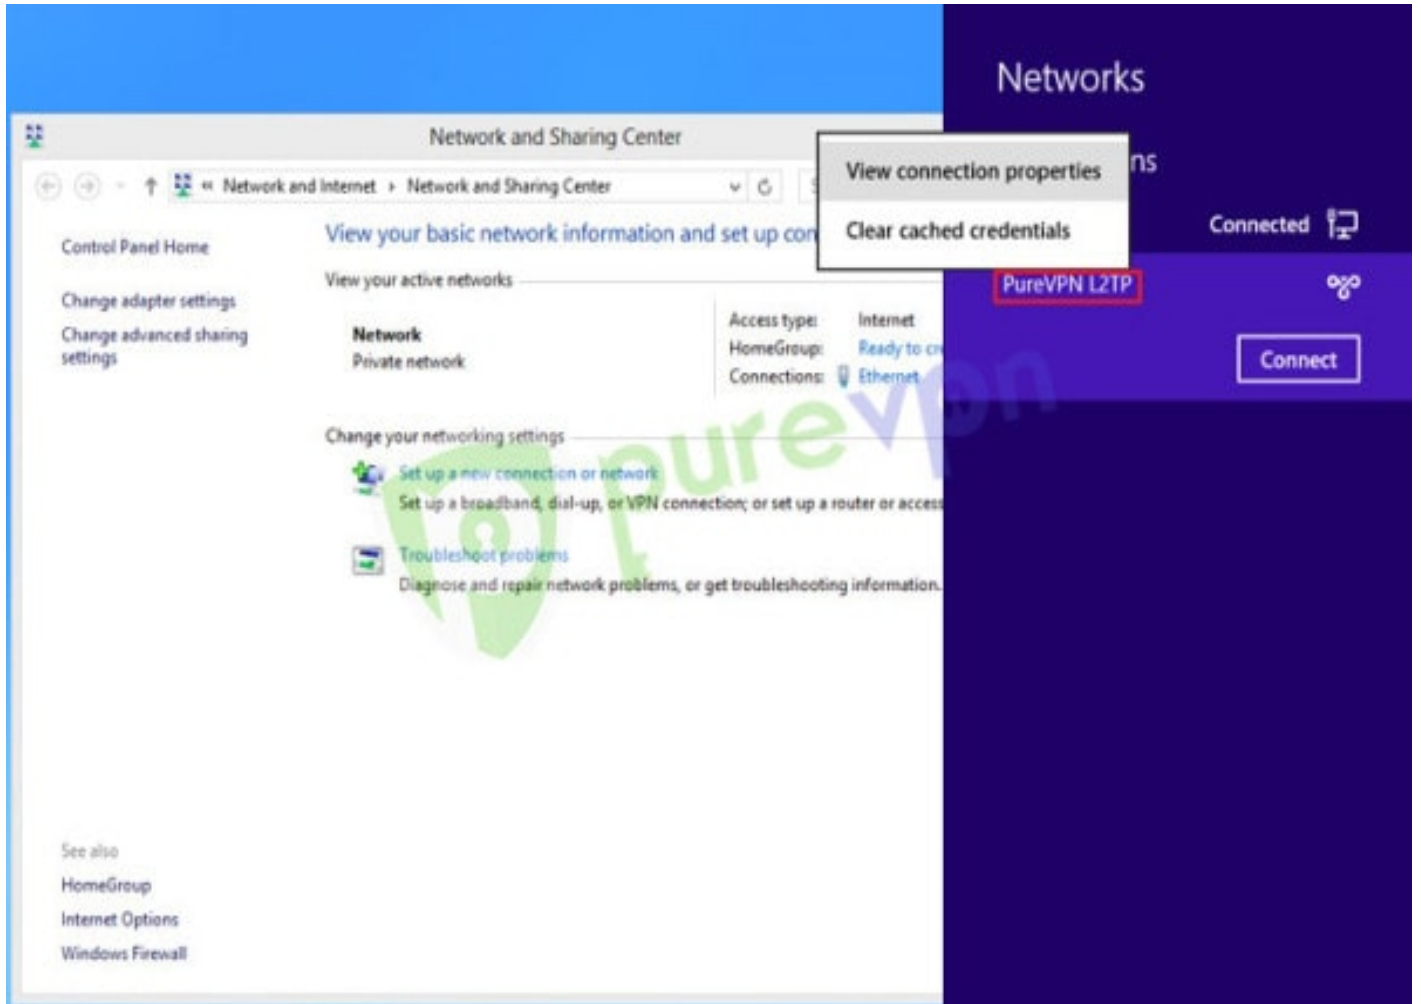 Networks
Network and Sharing Center
View connection properties
ns
« Network and Internet › Network and Sharing Center
Clear cached credentials
Connected
Control Panel Home
View your basic network information and set up con
PureVPN L2TP
Connect
View your active networks
Change adapter settings
Change advanced sharing
settings
Network
Private network
Access type: Internet
HomeGroup: Ready to cre
Connections: Ethernet
purevpn
Change your networking settings
Set up a new connection or network
Set up a broadband, dial-up, or VPN connection; or set up a router or access
Troubleshoot problems
Diagnose and repair network problems, or get troubleshooting information.
See also
HomeGroup
Internet Options
Windows Firewall